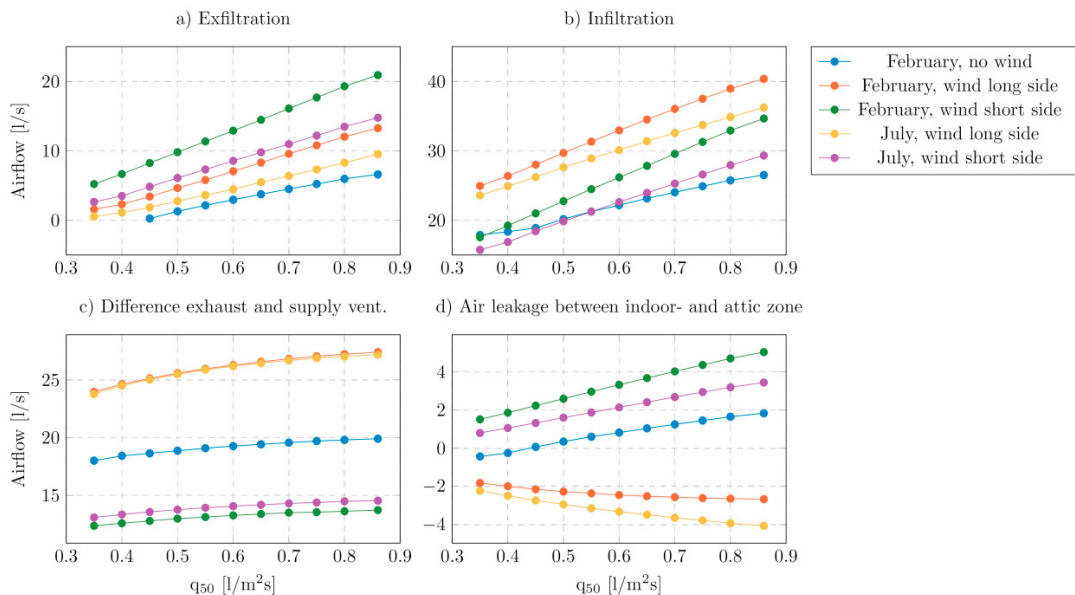 a) Exfiltration
b) Infiltration
Airflow [l/s]
20
10
0
0.3 0.4 0.5 0.6 0.7 0.8 0.9
40
30
20
0.3 0.4 0.5 0.6 0.7 0.8 0.9
February, no wind
February, wind long side
February, wind short side
July, wind long side
July, wind short side
c) Difference exhaust and supply vent.
d) Air leakage between indoor- and attic zone
Airflow [l/s]
25
20
15
0.3 0.4 0.5 0.6 0.7 0.8 0.9
q₅₀ [l/m²s]
4
2
0
−2
−4
0.3 0.4 0.5 0.6 0.7 0.8 0.9
q₅₀ [l/m²s]